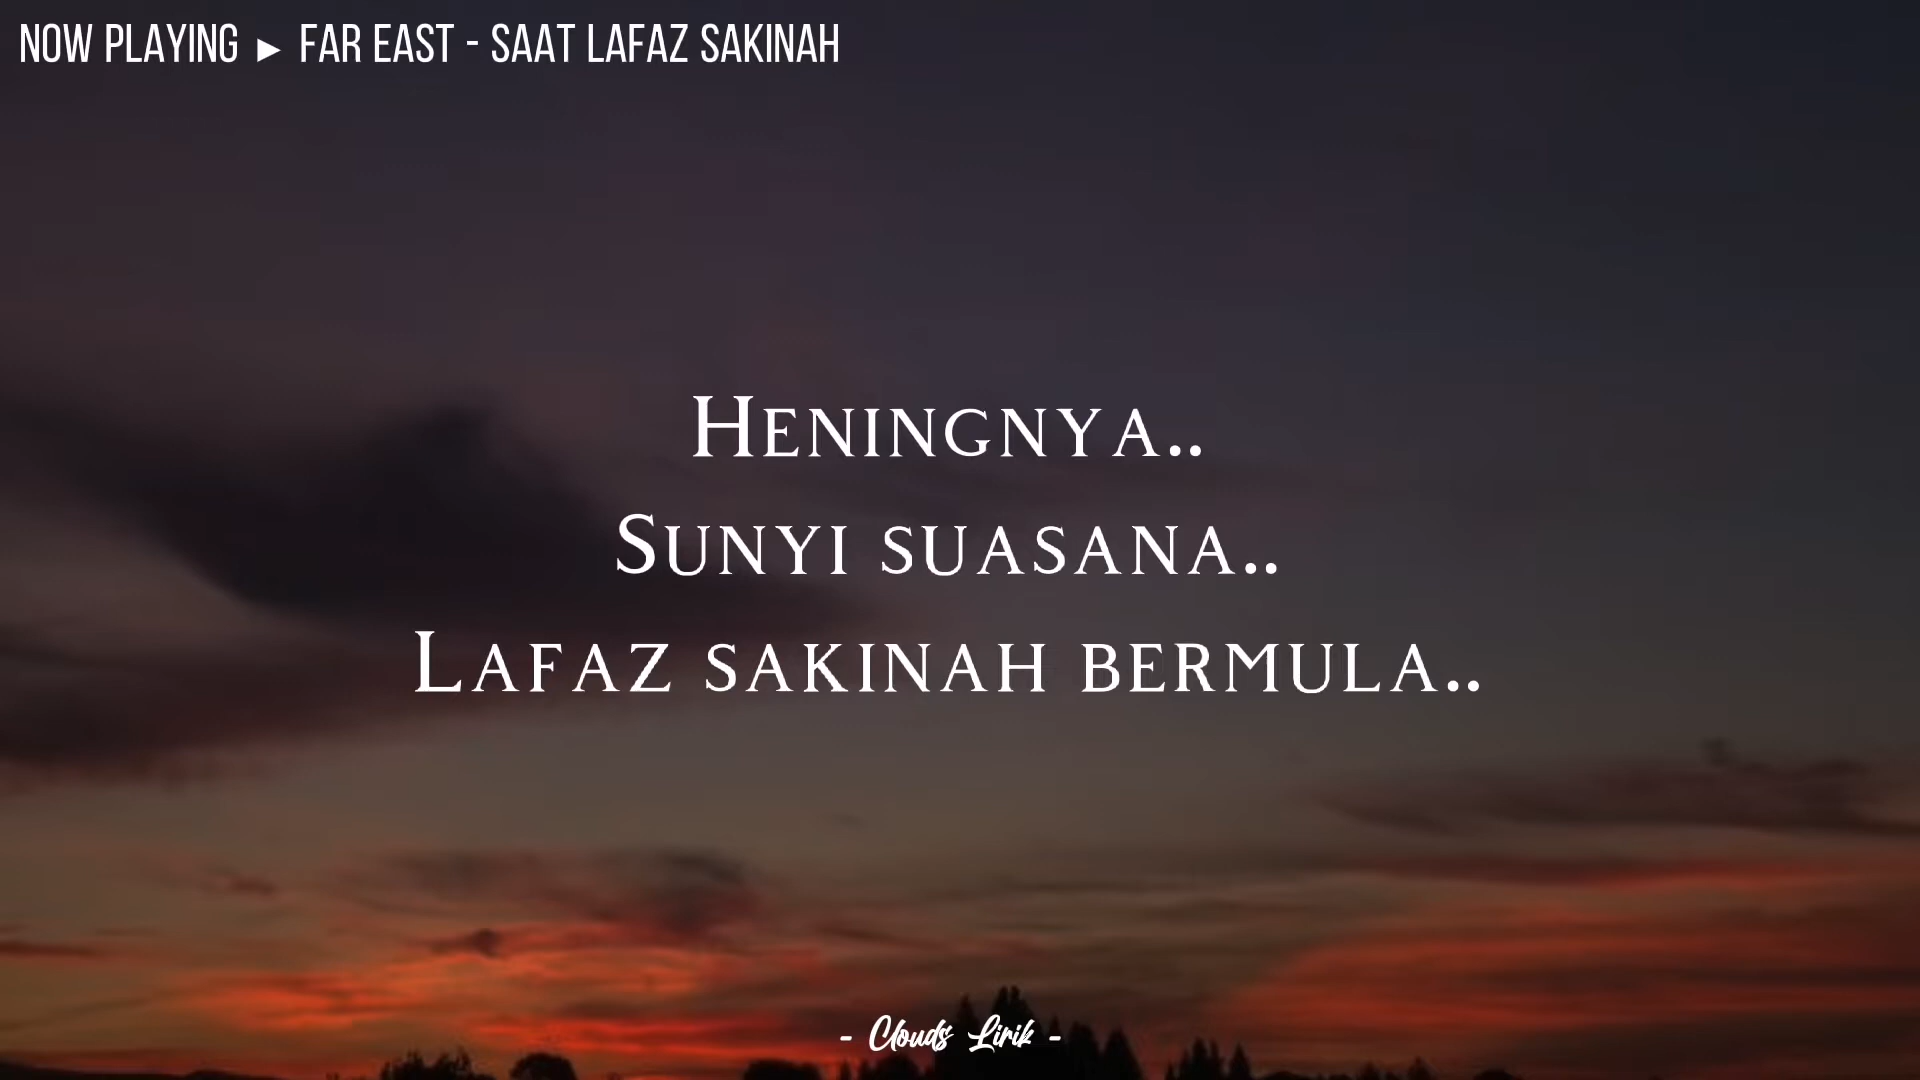 NOW PLAYING ► FAR EAST - SAAT LAFAZ SAKINAH
HENINGNYA..
SUNYI SUASANA..
LAFAZ SAKINAH BERMULA..
- Clouds Lirik -